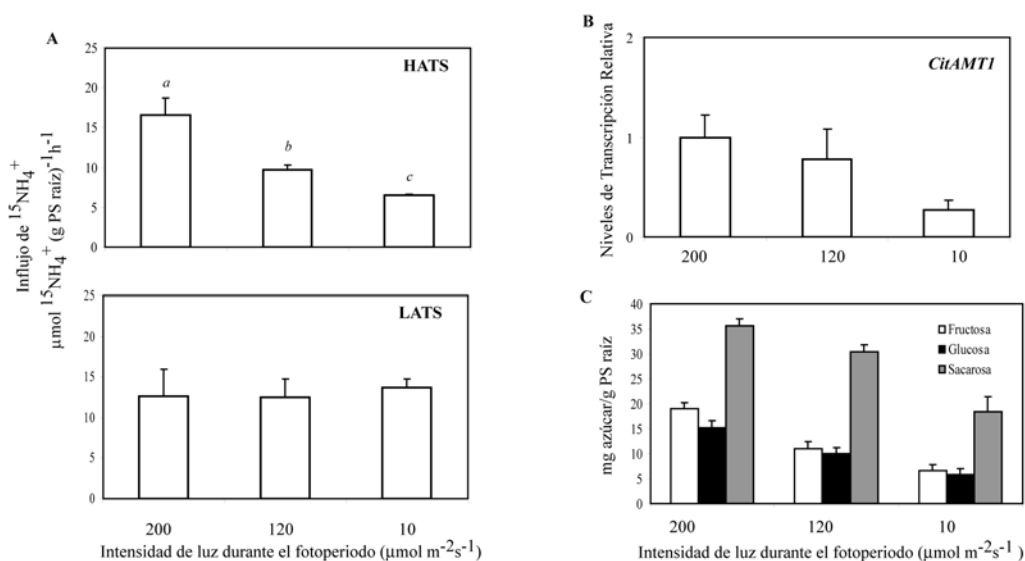 A
HATS
25
20
15
10
5
0
a
b
c
Influjo de ¹⁵NH₄⁺
µmol ¹⁵NH₄⁺ (g PS raíz)⁻¹h⁻¹
LATS
25
20
15
10
5
0
200 120 10
Intensidad de luz durante el fotoperiodo (µmol m⁻²s⁻¹)
B
CitAMT1
2
1
0
Niveles de Transcripción Relativa
200 120 10
C
40
35
30
25
20
15
10
5
0
mg azúcar/g PS raíz
Fructosa
Glucosa
Sacarosa
200 120 10
Intensidad de luz durante el fotoperiodo (µmol m⁻²s⁻¹)